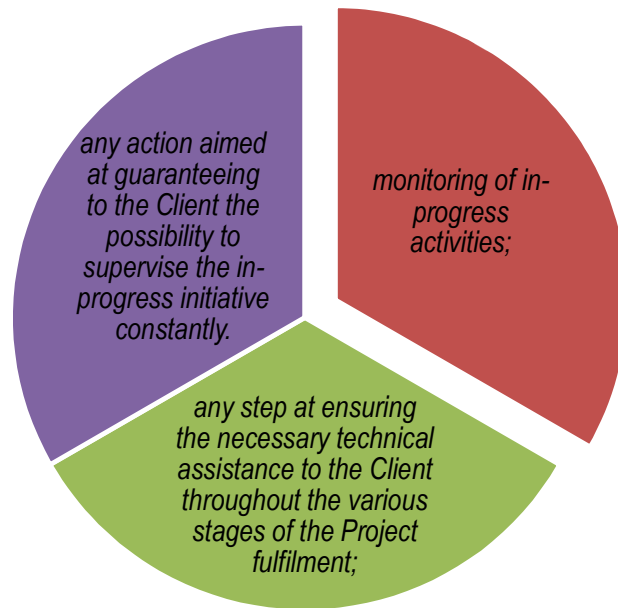 monitoring of in-
progress
activities;
any step at ensuring
the necessary technical
assistance to the Client
throughout the various
stages of the Project
fulfilment;
any action aimed
at guaranteeing
to the Client the
possibility to
supervise the in-
progress initiative
constantly.